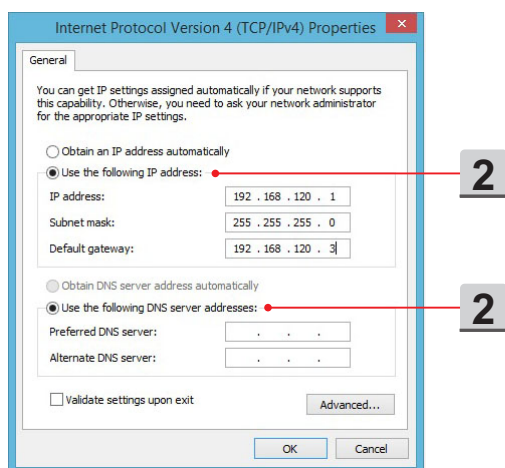 Internet Protocol Version 4 (TCP/IPv4) Properties
General
You can get IP settings assigned automatically if your network supports
this capability. Otherwise, you need to ask your network administrator
for the appropriate IP settings.
Obtain an IP address automatically
Use the following IP address:
2
IP address: 192 . 168 . 120 . 1
Subnet mask: 255 . 255 . 255 . 0
Default gateway: 192 . 168 . 120 . 3
Obtain DNS server address automatically
Use the following DNS server addresses:
2
Preferred DNS server: . . .
Alternate DNS server: . . .
Validate settings upon exit
Advanced...
OK Cancel